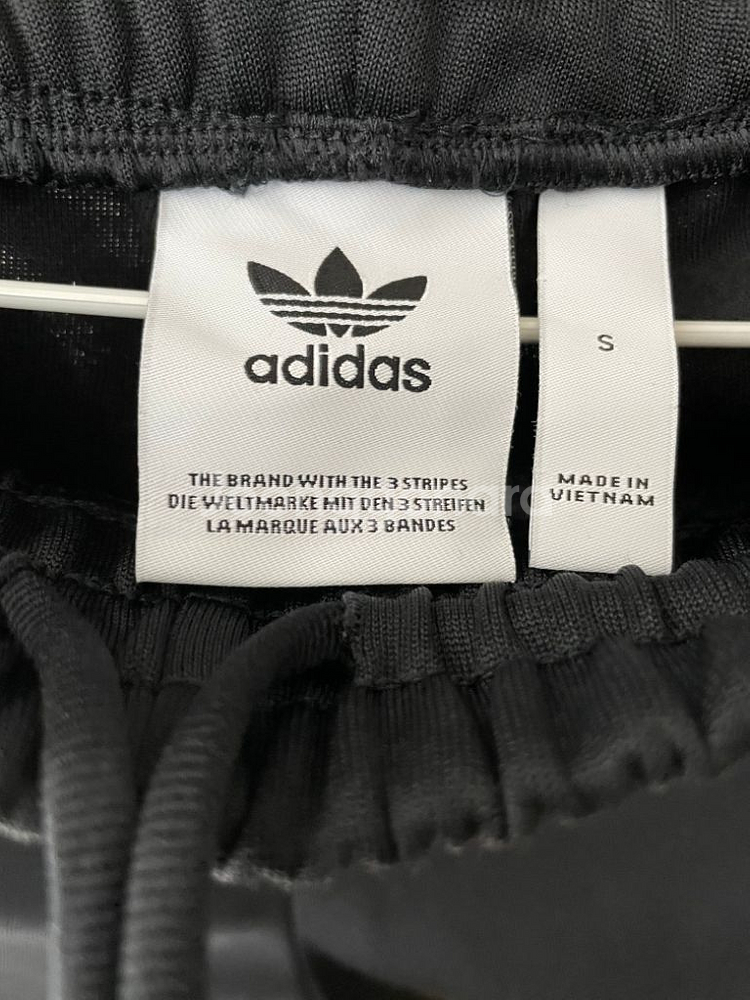 adidas
THE BRAND WITH THE 3 STRIPES
DIE WELTMARKE MIT DEN 3 STREIFEN
LA MARQUE AUX 3 BANDES
S
MADE IN
VIETNAM